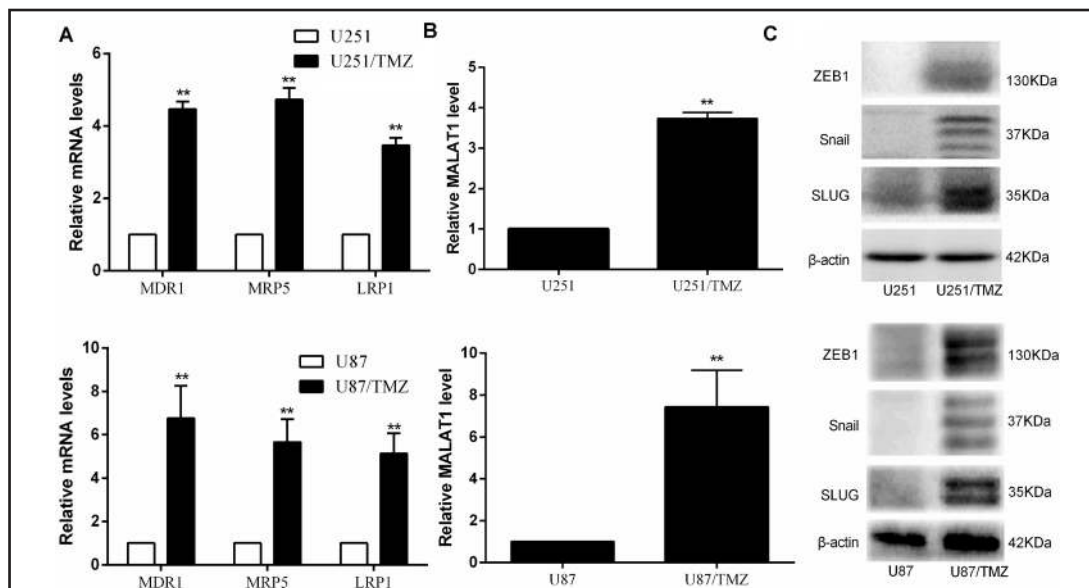 A
U251
U251/TMZ
Relative mRNA levels
6
4
2
0
**
**
**
MDR1
MRP5
LRP1
B
Relative MALAT1 level
5
4
3
2
1
0
**
U251
U251/TMZ
C
ZEB1
130KDa
Snail
37KDa
SLUG
35KDa
β-actin
42KDa
U251
U251/TMZ
U87
U87/TMZ
Relative mRNA levels
10
8
6
4
2
0
**
**
**
MDR1
MRP5
LRP1
Relative MALAT1 level
10
8
6
4
2
0
**
U87
U87/TMZ
ZEB1
130KDa
Snail
37KDa
SLUG
35KDa
β-actin
42KDa
U87
U87/TMZ